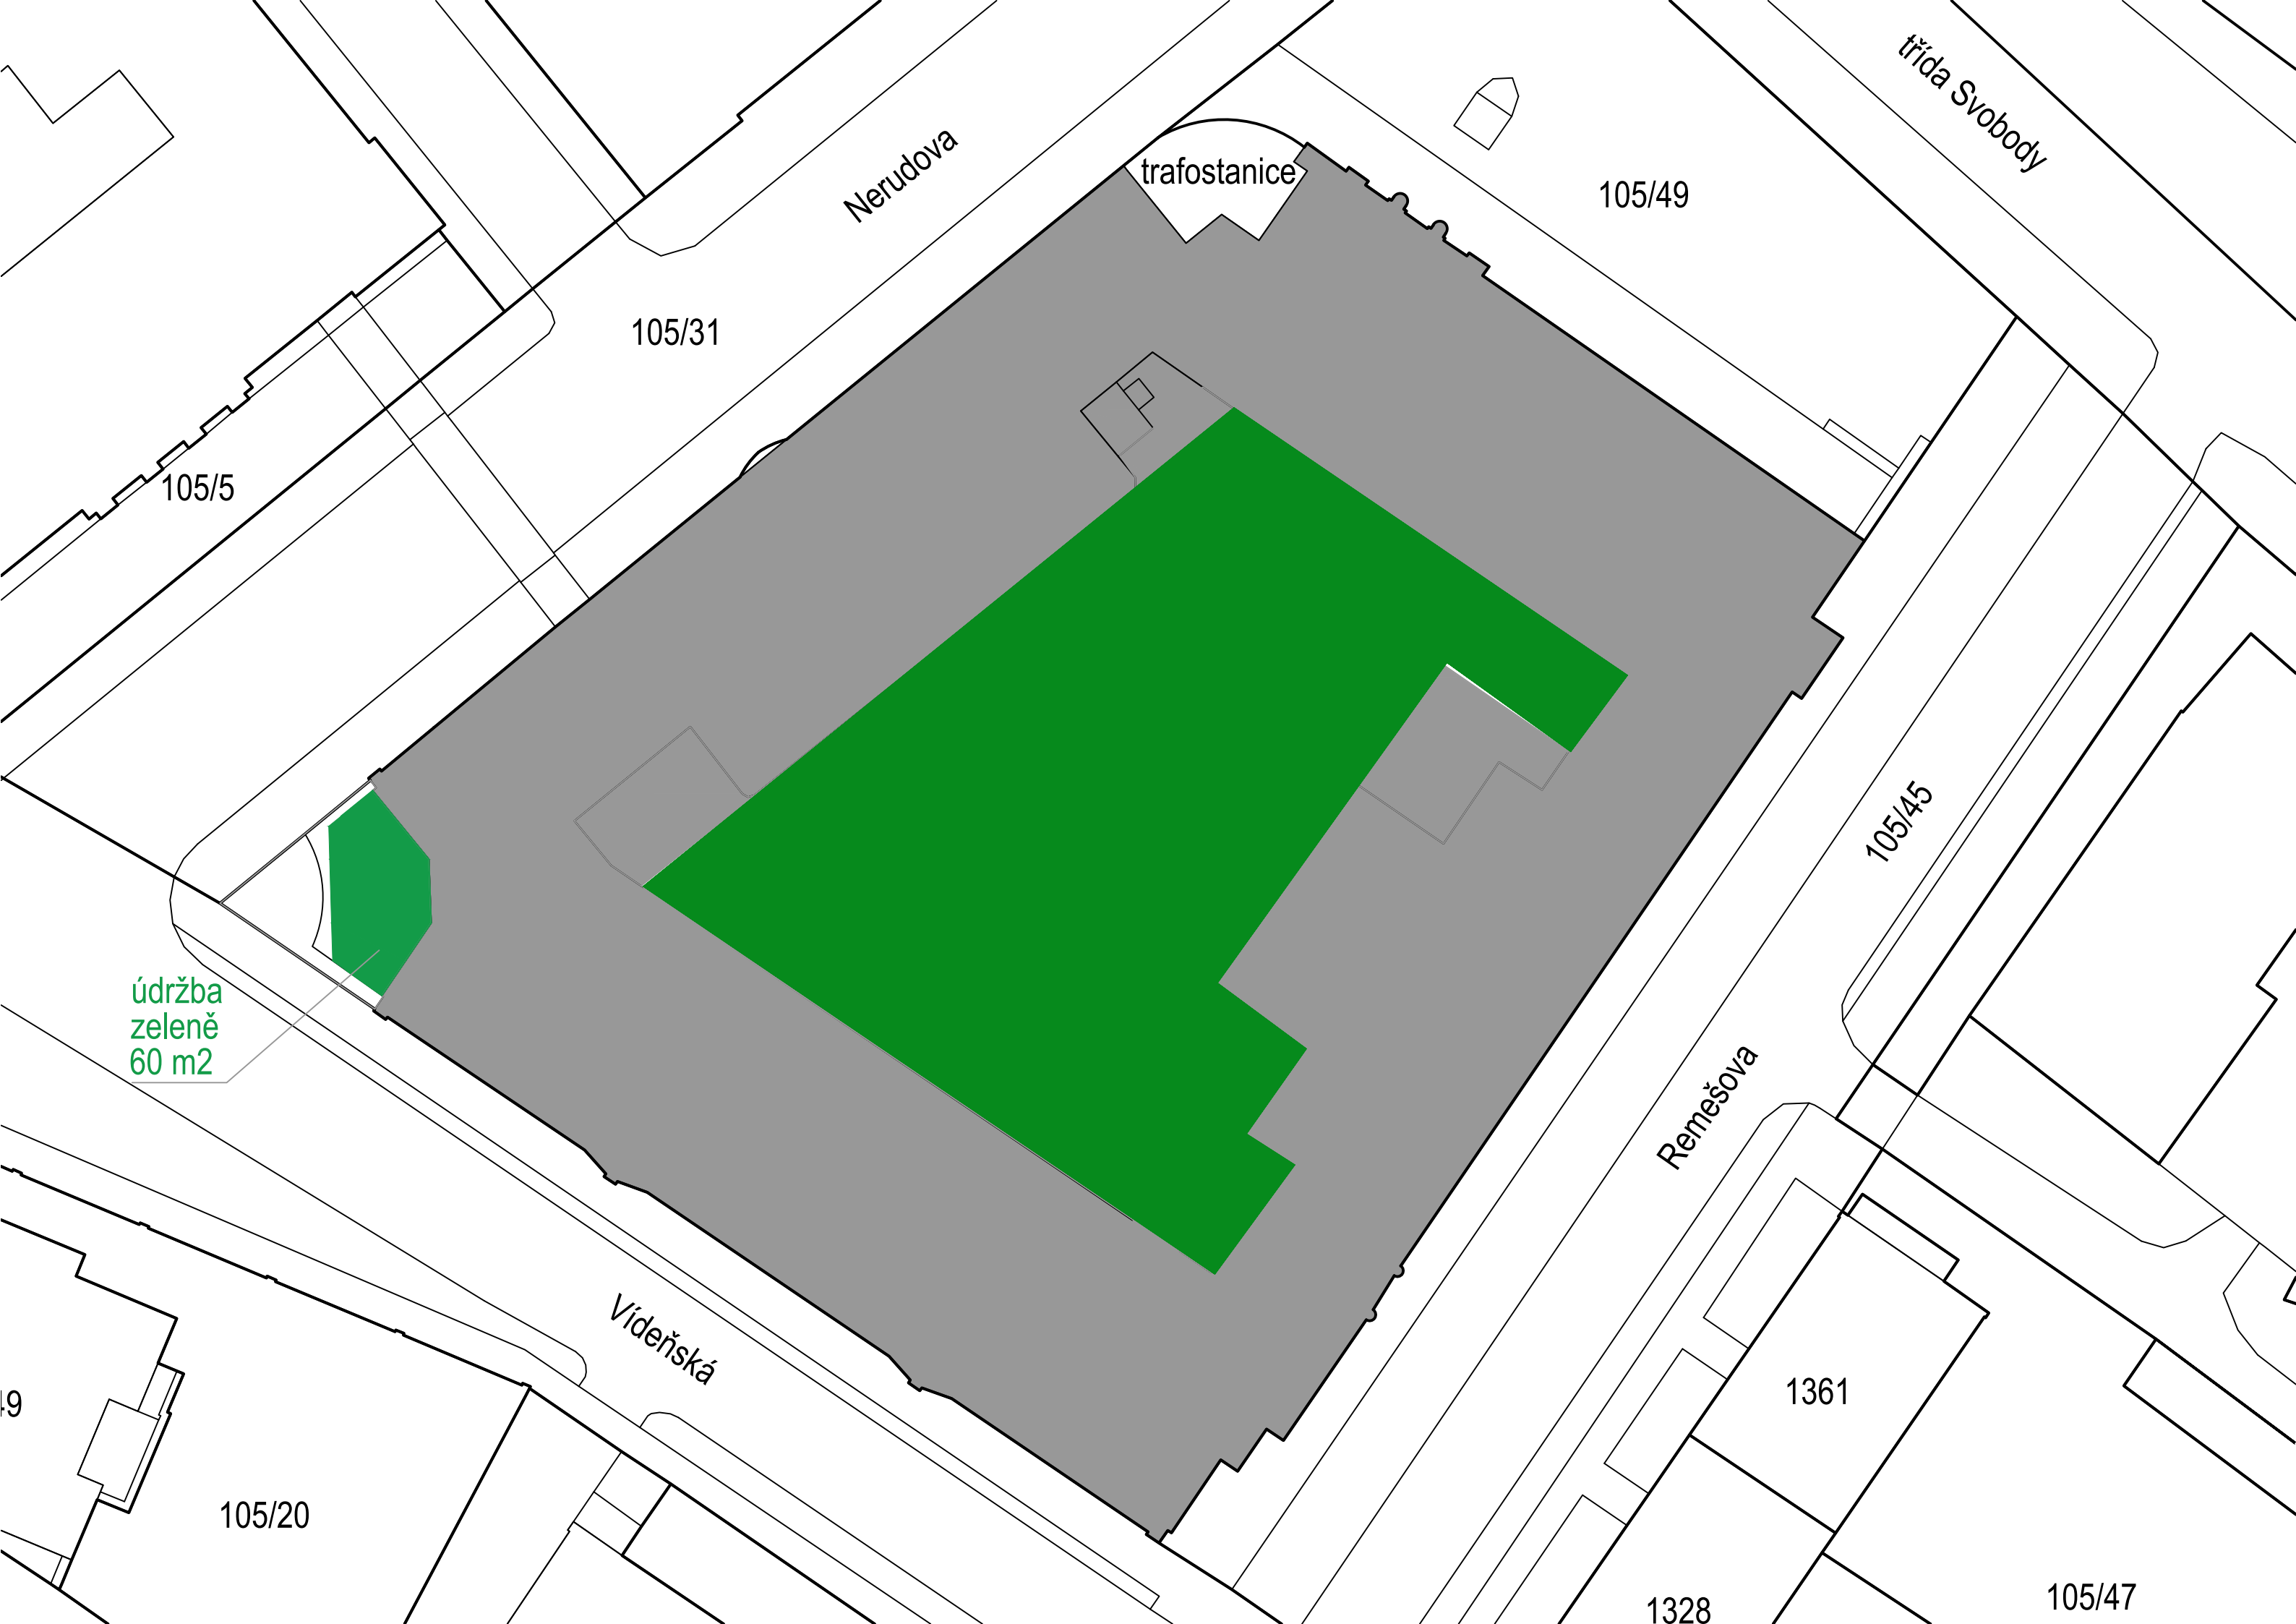 třída Svobody
Nerudova
trafostanice
105/49
105/31
105/5
105/45
údržba
zeleně
60 m2
Remešova
Vídeňská
1361
49
105/20
105/47
1328